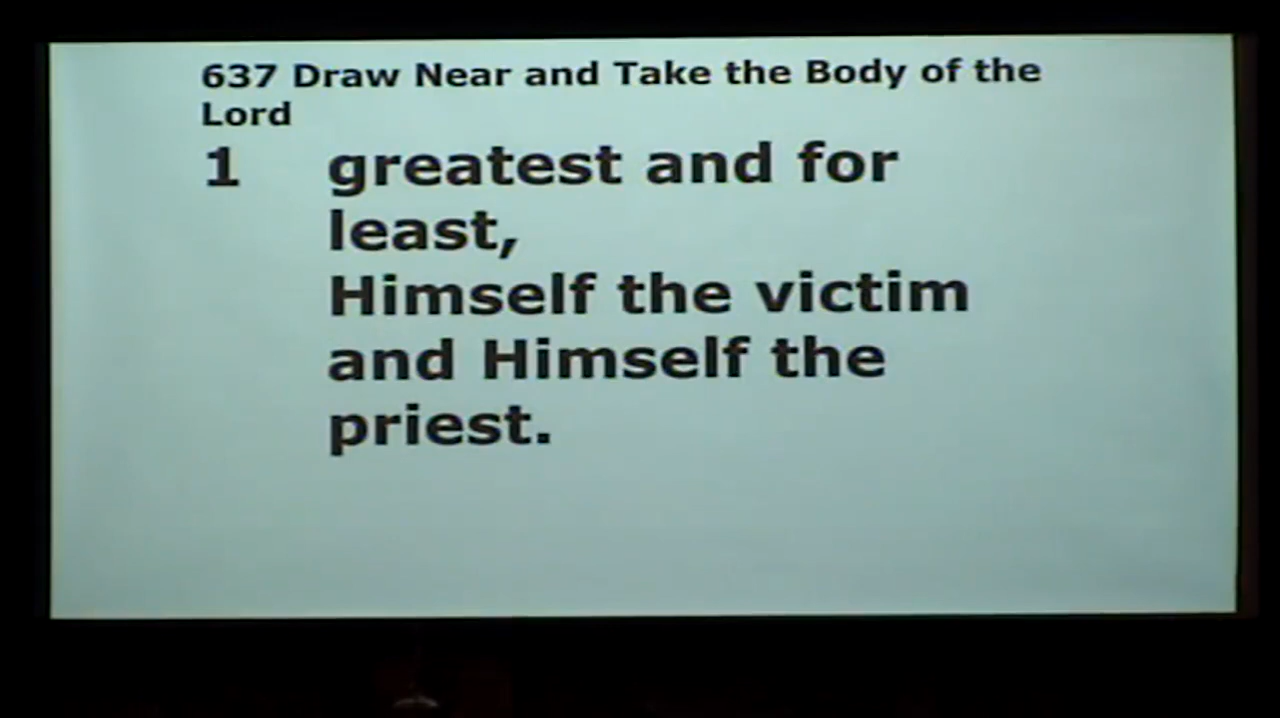 637 Draw Near and Take the Body of the
Lord
1 greatest and for
least,
Himself the victim
and Himself the
priest.